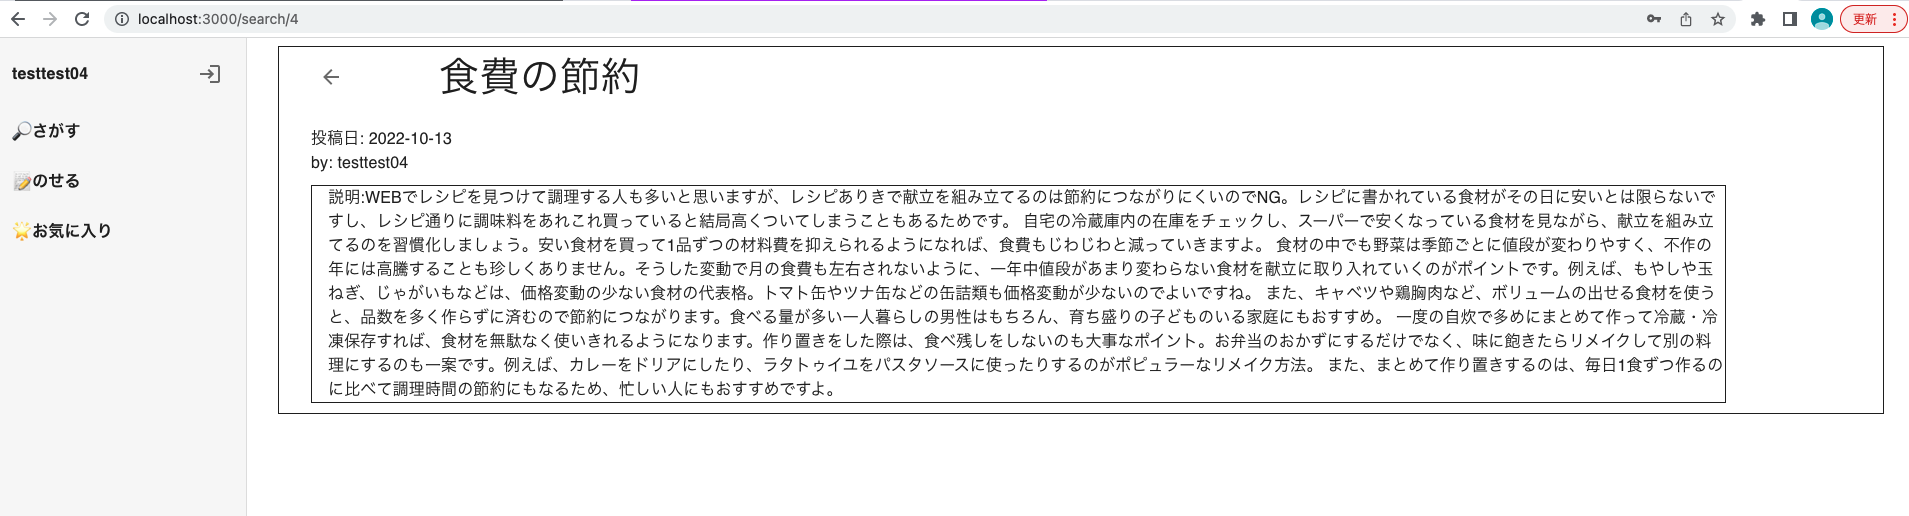 localhost:3000/search/4
更新
testtest04
🔎さがす
📝のせる
🌟お気に入り
食費の節約
投稿日: 2022-10-13
by: testtest04
説明:WEBでレシピを見つけて調理する人も多いと思いますが、レシピありきで献立を組み立てるのは節約につながりにくいのでNG。レシピに書かれている食材がその日に安いとは限らないで
すし、レシピ通りに調味料をあれこれ買っていると結局高くついてしまうこともあるためです。 自宅の冷蔵庫内の在庫をチェックし、スーパーで安くなっている食材を見ながら、献立を組み立
てるのを習慣化しましょう。安い食材を買って1品ずつの材料費を抑えられるようになれば、食費もじわじわと減っていきますよ。 食材の中でも野菜は季節ごとに値段が変わりやすく、不作の
年には高騰することも珍しくありません。そうした変動で月の食費も左右されないように、一年中値段があまり変わらない食材を献立に取り入れていくのがポイントです。例えば、もやしや玉
ねぎ、じゃがいもなどは、価格変動の少ない食材の代表格。トマト缶やツナ缶などの缶詰類も価格変動が少ないのでよいですね。 また、キャベツや鶏胸肉など、ボリュームの出せる食材を使う
と、品数を多く作らずに済むので節約につながります。食べる量が多い一人暮らしの男性はもちろん、育ち盛りの子どものいる家庭にもおすすめ。 一度の自炊で多めにまとめて作って冷蔵・冷
凍保存すれば、食材を無駄なく使いきれるようになります。作り置きをした際は、食べ残しをしないのも大事なポイント。お弁当のおかずにするだけでなく、味に飽きたらリメイクして別の料
理にするのも一案です。例えば、カレーをドリアにしたり、ラタトゥイユをパスタソースに使ったりするのがポピュラーなリメイク方法。 また、まとめて作り置きするのは、毎日1食ずつ作るの
に比べて調理時間の節約にもなるため、忙しい人にもおすすめですよ。